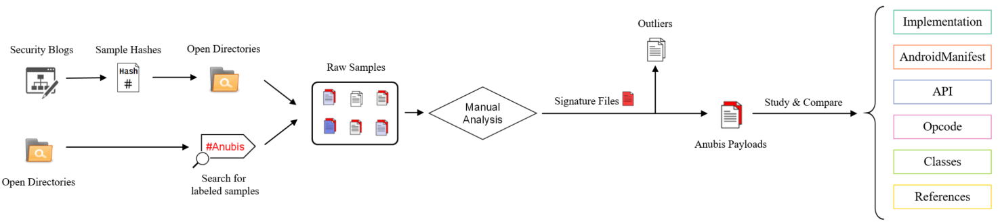 Security Blogs
Sample Hashes
Hash
#
Open Directories
Open Directories
#Anubis
Search for
labeled samples
Raw Samples
Manual
Analysis
Signature Files
Outliers
Anubis Payloads
Study & Compare
Implementation
AndroidManifest
API
Opcode
Classes
References